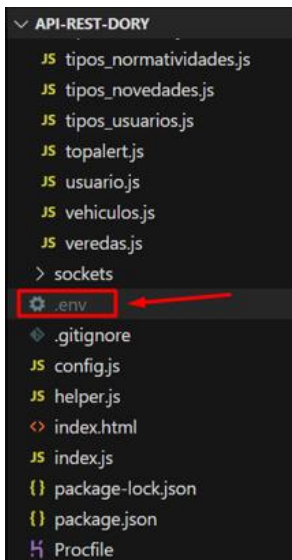 API-REST-DORY
JS tipos_normatividades.js
JS tipos_novedades.js
JS tipos_usuarios.js
JS topalert.js
JS usuario.js
JS vehiculos.js
JS veredas.js
sockets
.env
.gitignore
JS config.js
JS helper.js
<> index.html
JS index.js
{} package-lock.json
{} package.json
Procfile